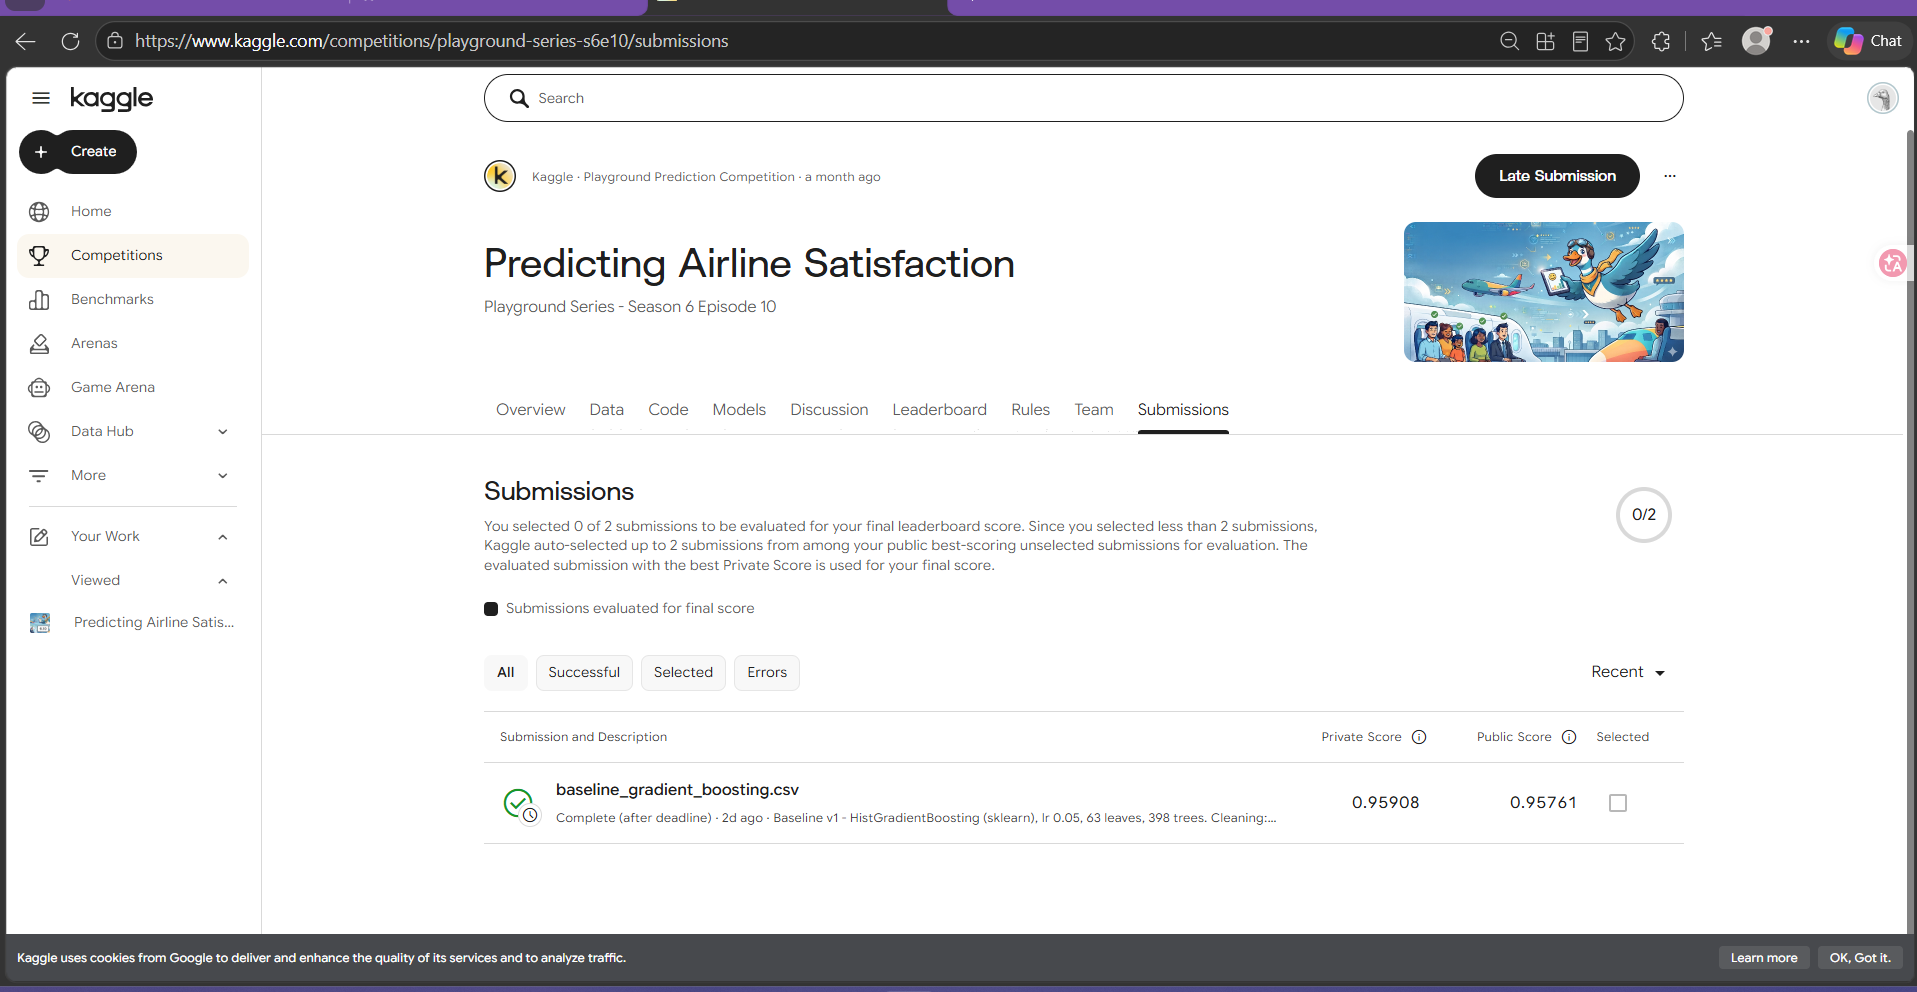 https://www.kaggle.com/competitions/playground-series-s6e10/submissions
Chat
kaggle
Search
Create
Kaggle · Playground Prediction Competition · a month ago
Late Submission
Home
Competitions
Benchmarks
Arenas
Game Arena
Data Hub
More
Your Work
Viewed
Predicting Airline Satis...
Predicting Airline Satisfaction
Playground Series - Season 6 Episode 10
Overview Data Code Models Discussion Leaderboard Rules Team Submissions
Submissions
You selected 0 of 2 submissions to be evaluated for your final leaderboard score. Since you selected less than 2 submissions,
Kaggle auto-selected up to 2 submissions from among your public best-scoring unselected submissions for evaluation. The
evaluated submission with the best Private Score is used for your final score.
0/2
Submissions evaluated for final score
All Successful Selected Errors
Recent
Submission and Description Private Score Public Score Selected
baseline_gradient_boosting.csv
0.95908 0.95761
Complete (after deadline) · 2d ago · Baseline v1 - HistGradientBoosting (sklearn), lr 0.05, 63 leaves, 398 trees. Cleaning:...
Kaggle uses cookies from Google to deliver and enhance the quality of its services and to analyze traffic.
Learn more OK, Got it.